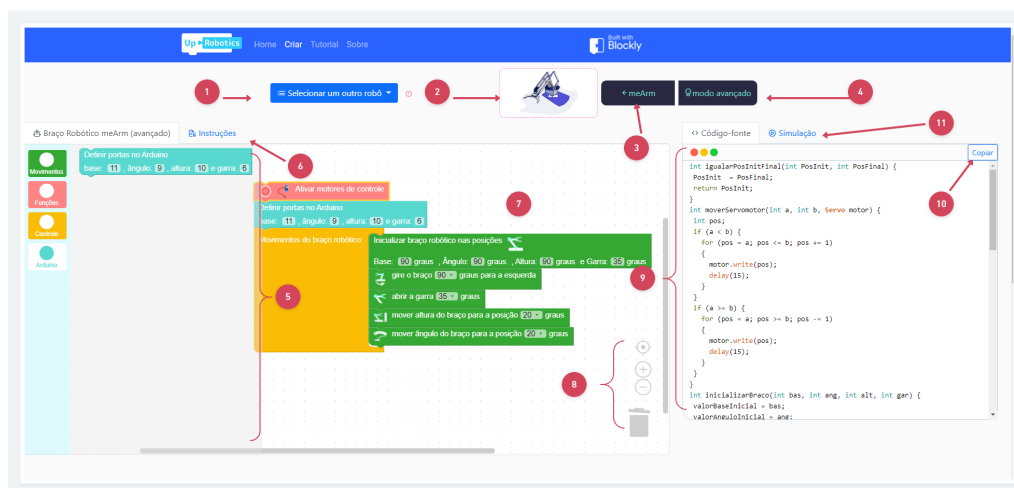 Up Robotics
Home Criar Tutorial Sobre
Built with
Blockly
1
Selecionar um outro robô
2
meArm
modo avançado
4
3
Braço Robótico meArm (avançado)
Instruções
6
Código-fonte
Simulação
11
Movimentos
Funções
Controle
Arduino
Definir portas no Arduino
base: 11 , ângulo: 9 , altura: 10 e garra: 6
5
Ativar motores de controle
Definir portas no Arduino
base: 11 , ângulo: 9 , altura: 10 e garra: 6
Movimentos do braço robótico:
Inicializar braço robótico nas posições
Base: 90 graus , Ângulo: 90 graus , Altura: 90 graus e Garra: 35 graus
gire o braço 90 graus para a esquerda
abrir a garra 35 graus
mover altura do braço para a posição 20 graus
mover ângulo do braço para a posição 20 graus
7
8
9
Copiar
10
int igualarPosInitFinal(int PosInit, int PosFinal) {
PosInit = PosFinal;
return PosInit;
}
int moverServomotor(int a, int b, Servo motor) {
int pos;
if (a < b) {
for (pos = a; pos <= b; pos += 1)
{
motor.write(pos);
delay(15);
}
}
if (a >= b) {
for (pos = a; pos >= b; pos -= 1)
{
motor.write(pos);
delay(15);
}
}
}
int inicializarBraco(int bas, int ang, int alt, int gar) {
valorBaseInicial = bas;
valorAnguloInicial = ang;